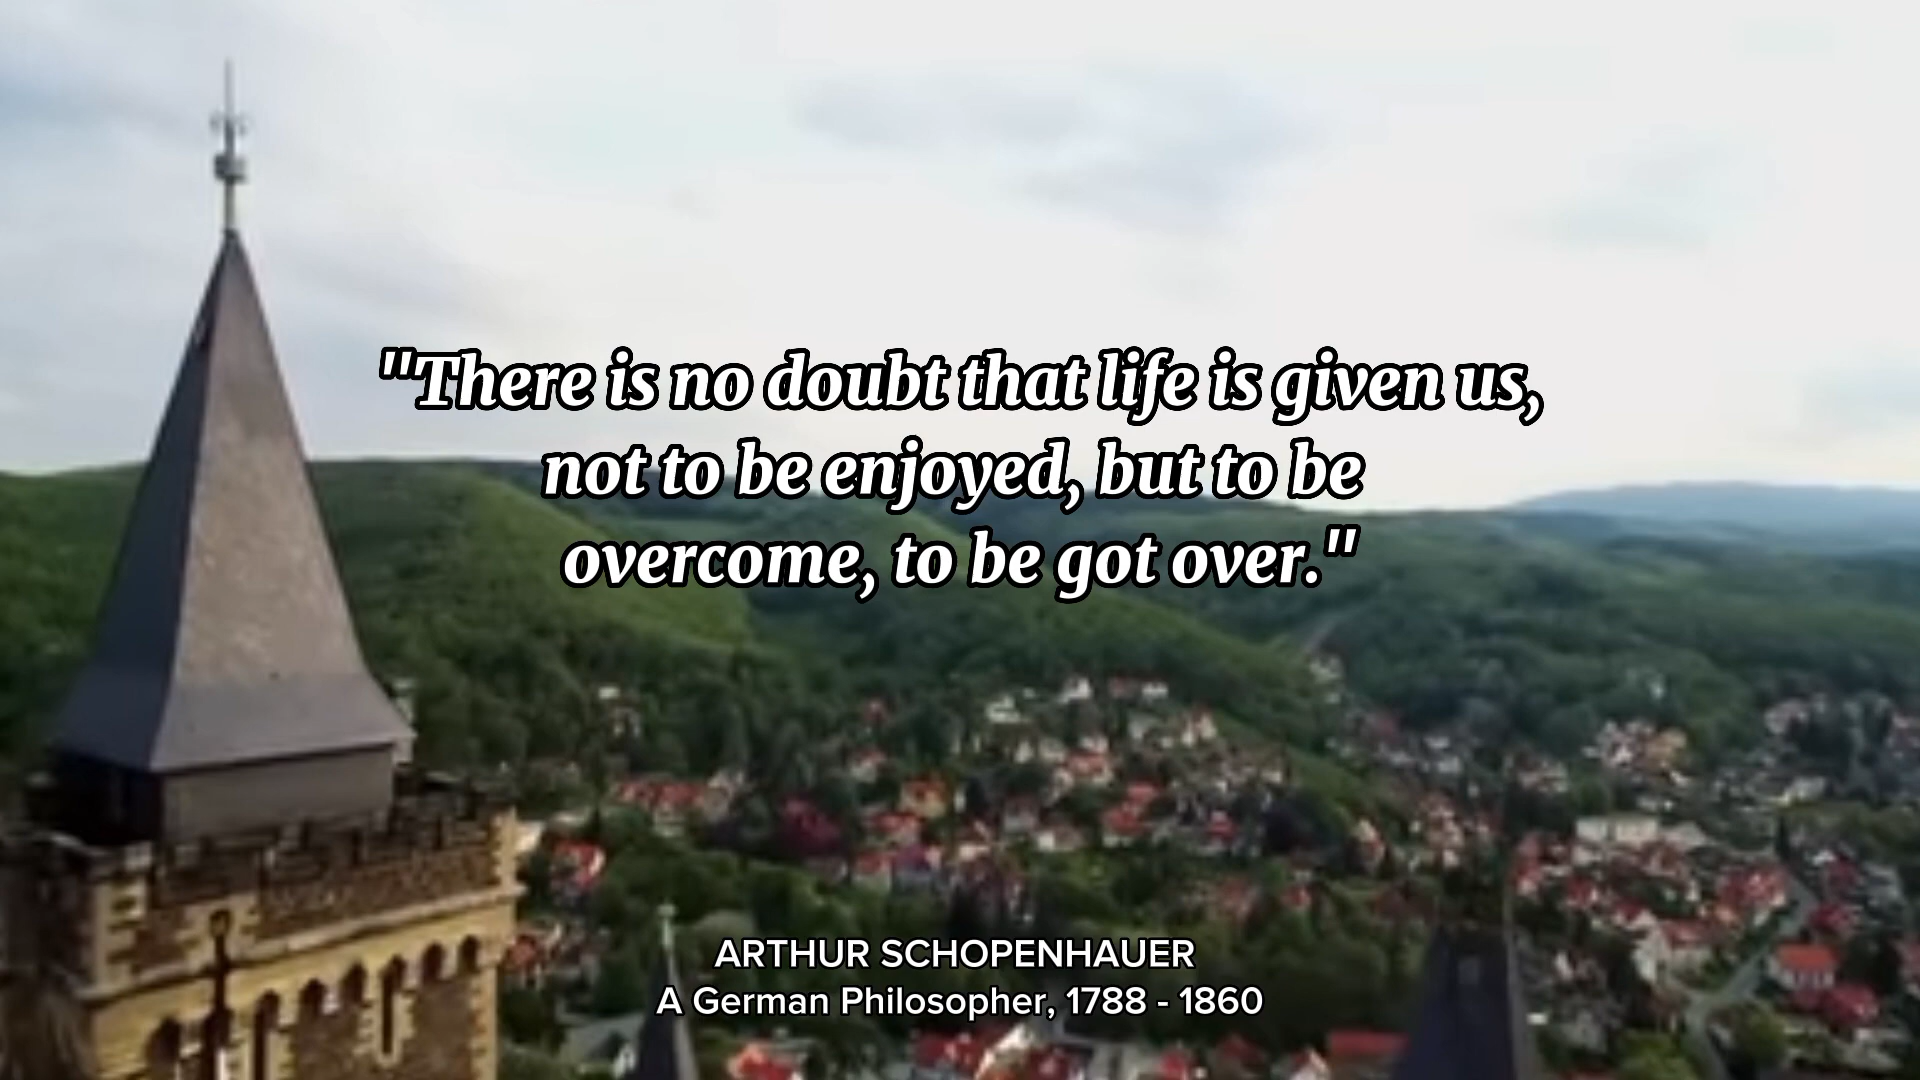 "There is no doubt that life is given us,
not to be enjoyed, but to be
overcome, to be got over."
ARTHUR SCHOPENHAUER
A German Philosopher, 1788 - 1860